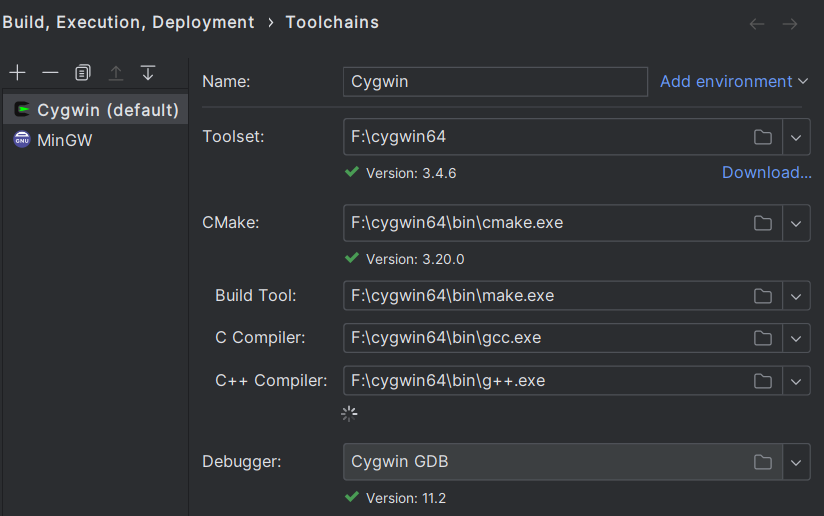 Build, Execution, Deployment › Toolchains
Cygwin (default)
GNU MinGW
Name: Cygwin Add environment
Toolset: F:\cygwin64
Version: 3.4.6 Download...
CMake: F:\cygwin64\bin\cmake.exe
Version: 3.20.0
Build Tool: F:\cygwin64\bin\make.exe
C Compiler: F:\cygwin64\bin\gcc.exe
C++ Compiler: F:\cygwin64\bin\g++.exe
Debugger: Cygwin GDB
Version: 11.2